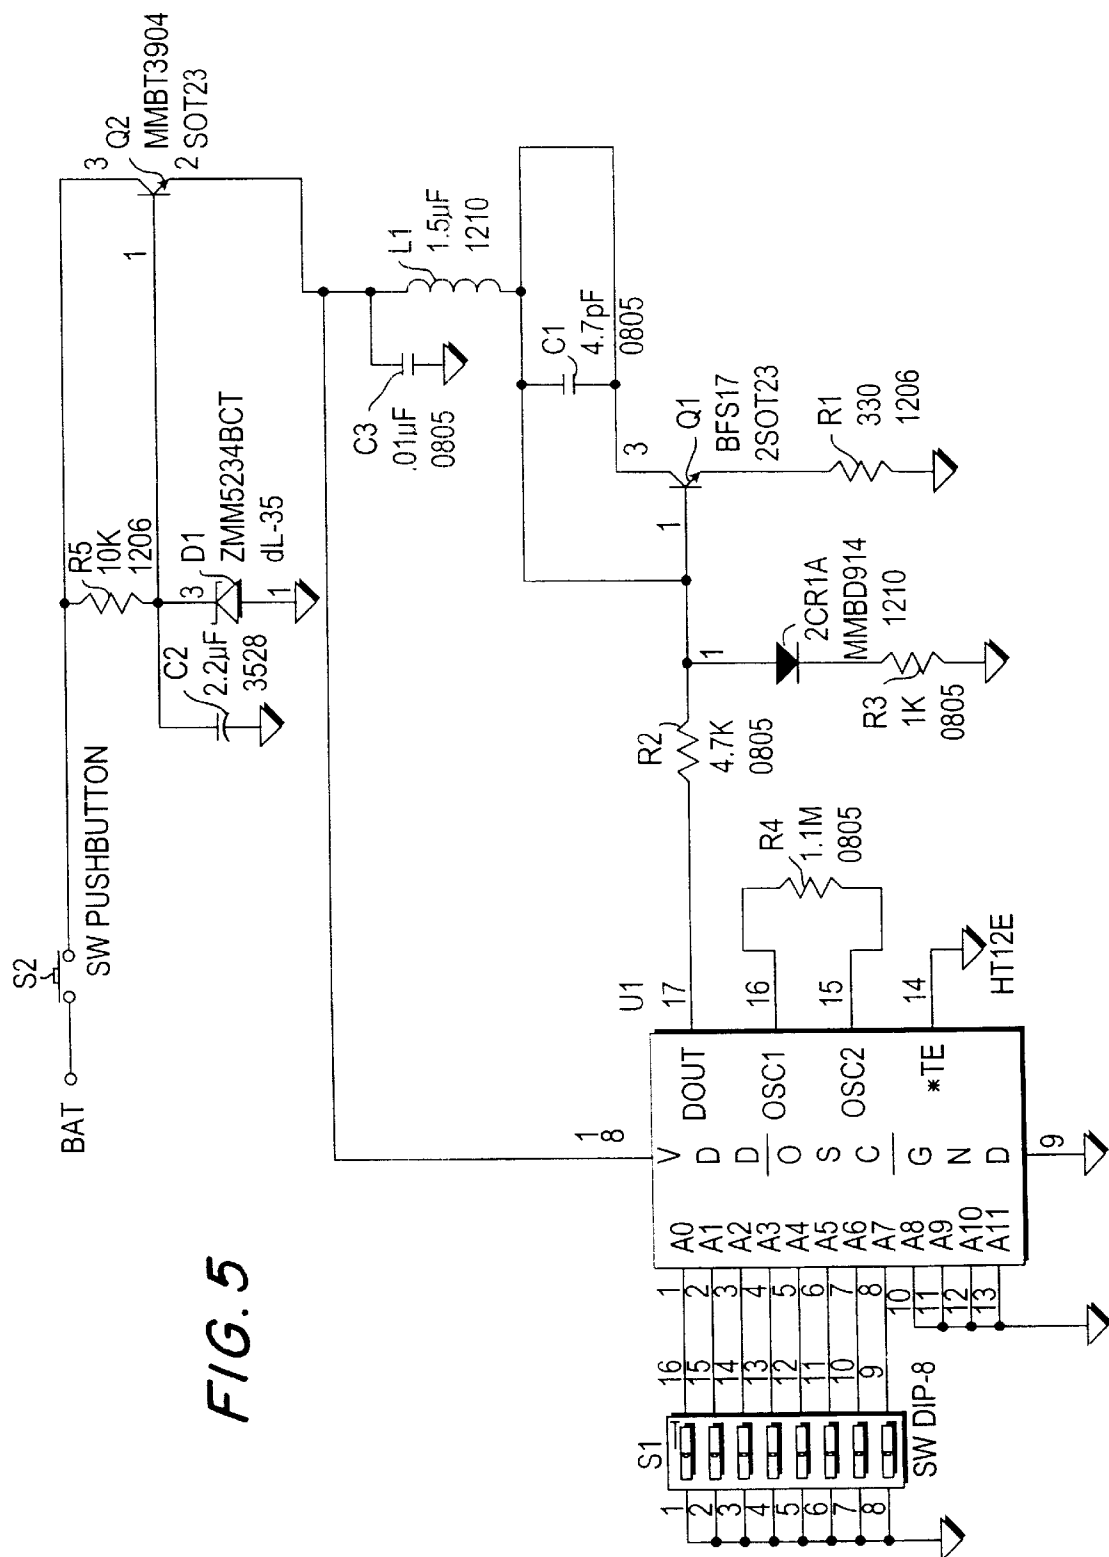 FIG. 5
BAT
S2
SW PUSHBUTTON
R5
10K
1206
C2
2.2µF
3528
3
D1
ZMM5234BCT
dL-35
1
1
3
Q2
MMBT3904
SOT23
2
C3
.01µF
0805
L1
1.5µF
1210
C1
4.7pF
0805
3
Q1
BFS17
2SOT23
1
R1
330
1206
1
2CR1A
MMBD914
1210
R3
1K
0805
R2
4.7K
0805
R4
1.1M
0805
U1
17
16
15
14
HT12E
18
9
DOUT
OSC1
OSC2
*TE
VDD
OSC
GND
A0
A1
A2
A3
A4
A5
A6
A7
A8
A9
A10
A11
1
2
3
4
5
6
7
8
10
11
12
13
16
15
14
13
12
11
10
9
S1
SW DIP-8
1
2
3
4
5
6
7
8